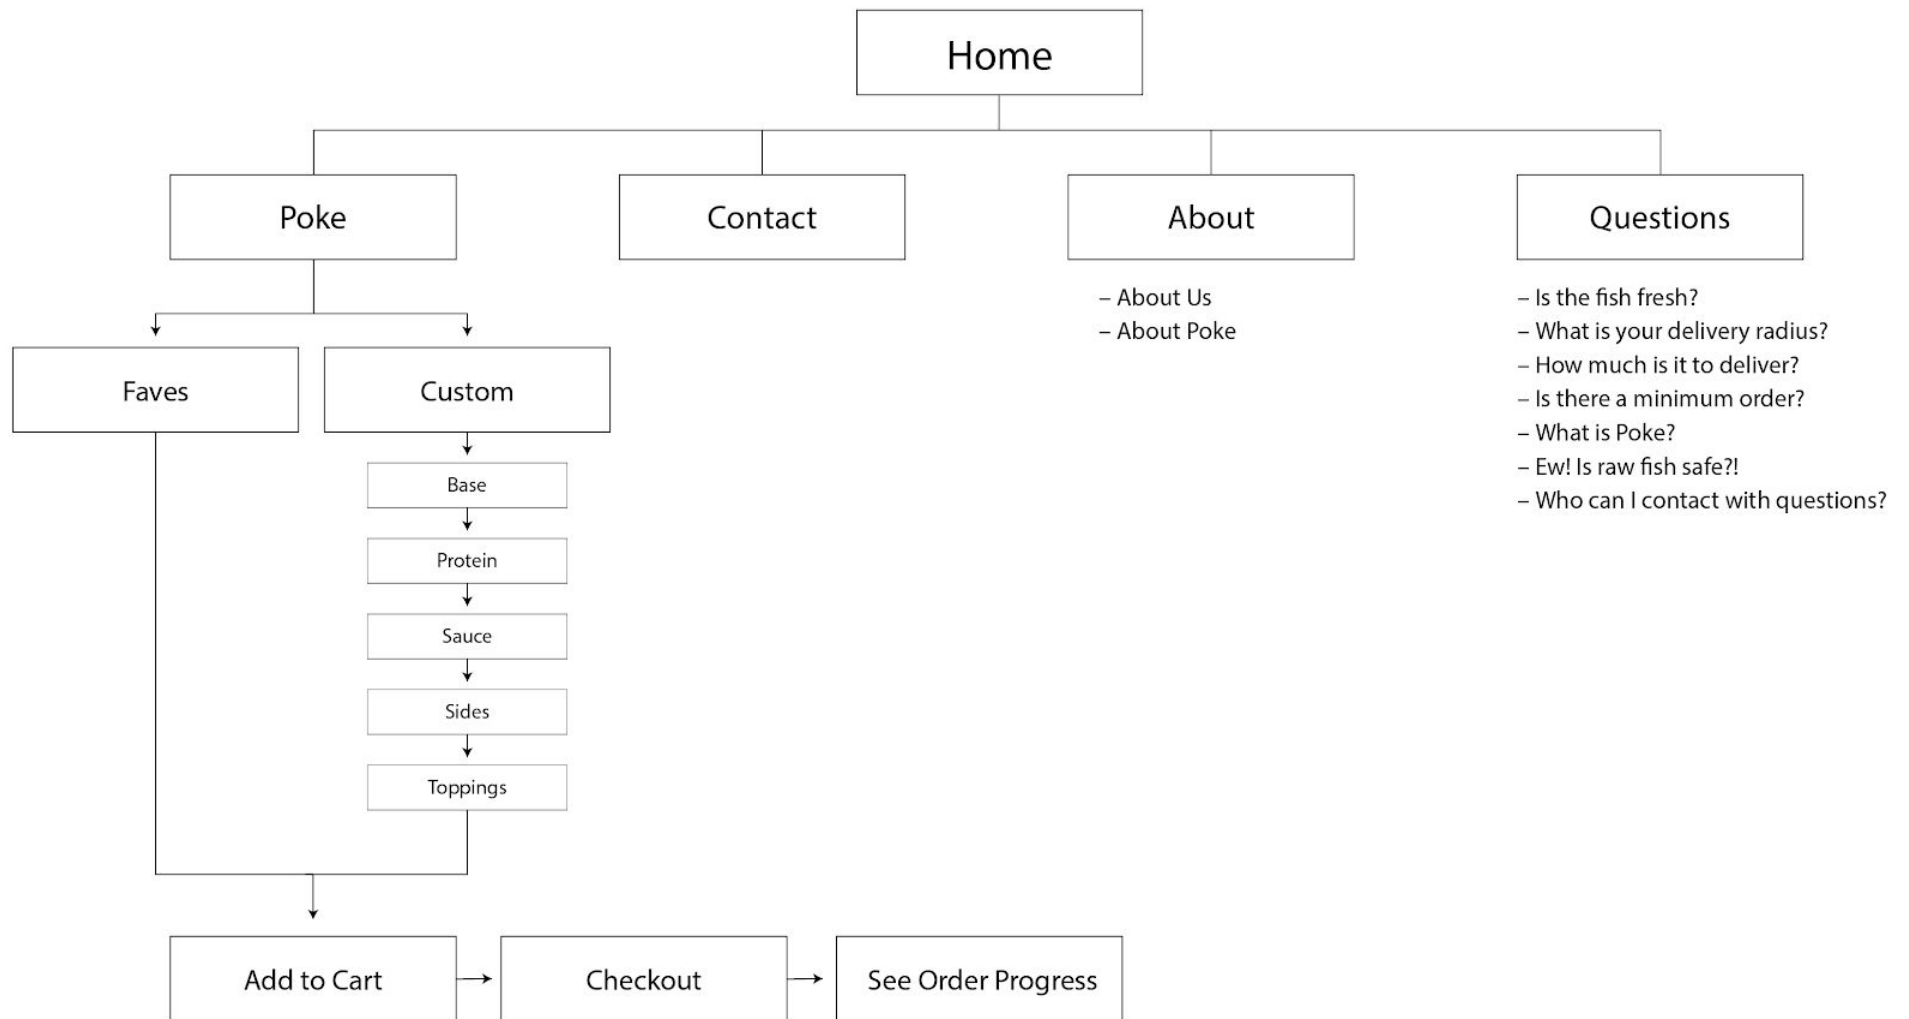 Home
Poke
Contact
About
Questions
– About Us
– About Poke
– Is the fish fresh?
– What is your delivery radius?
– How much is it to deliver?
– Is there a minimum order?
– What is Poke?
– Ew! Is raw fish safe?!
– Who can I contact with questions?
Faves
Custom
Base
Protein
Sauce
Sides
Toppings
Add to Cart
Checkout
See Order Progress